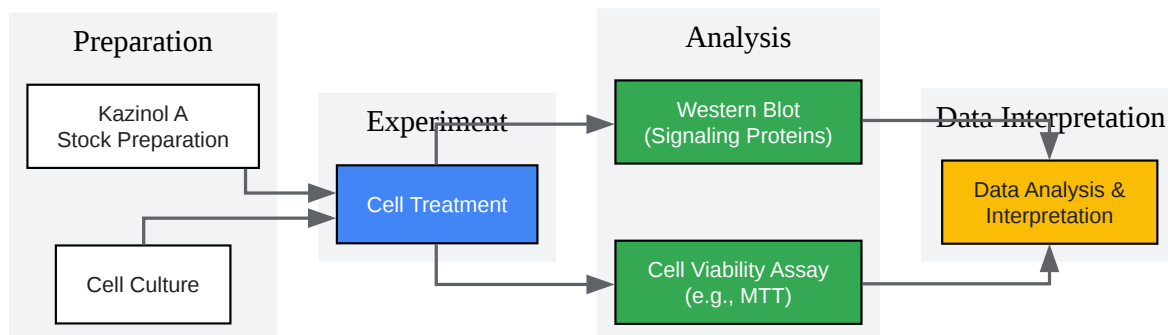 Preparation
Kazinol A
Stock Preparation
Cell Culture
Experiment
Cell Treatment
Analysis
Western Blot
(Signaling Proteins)
Cell Viability Assay
(e.g., MTT)
Data Interpretation
Data Analysis &
Interpretation